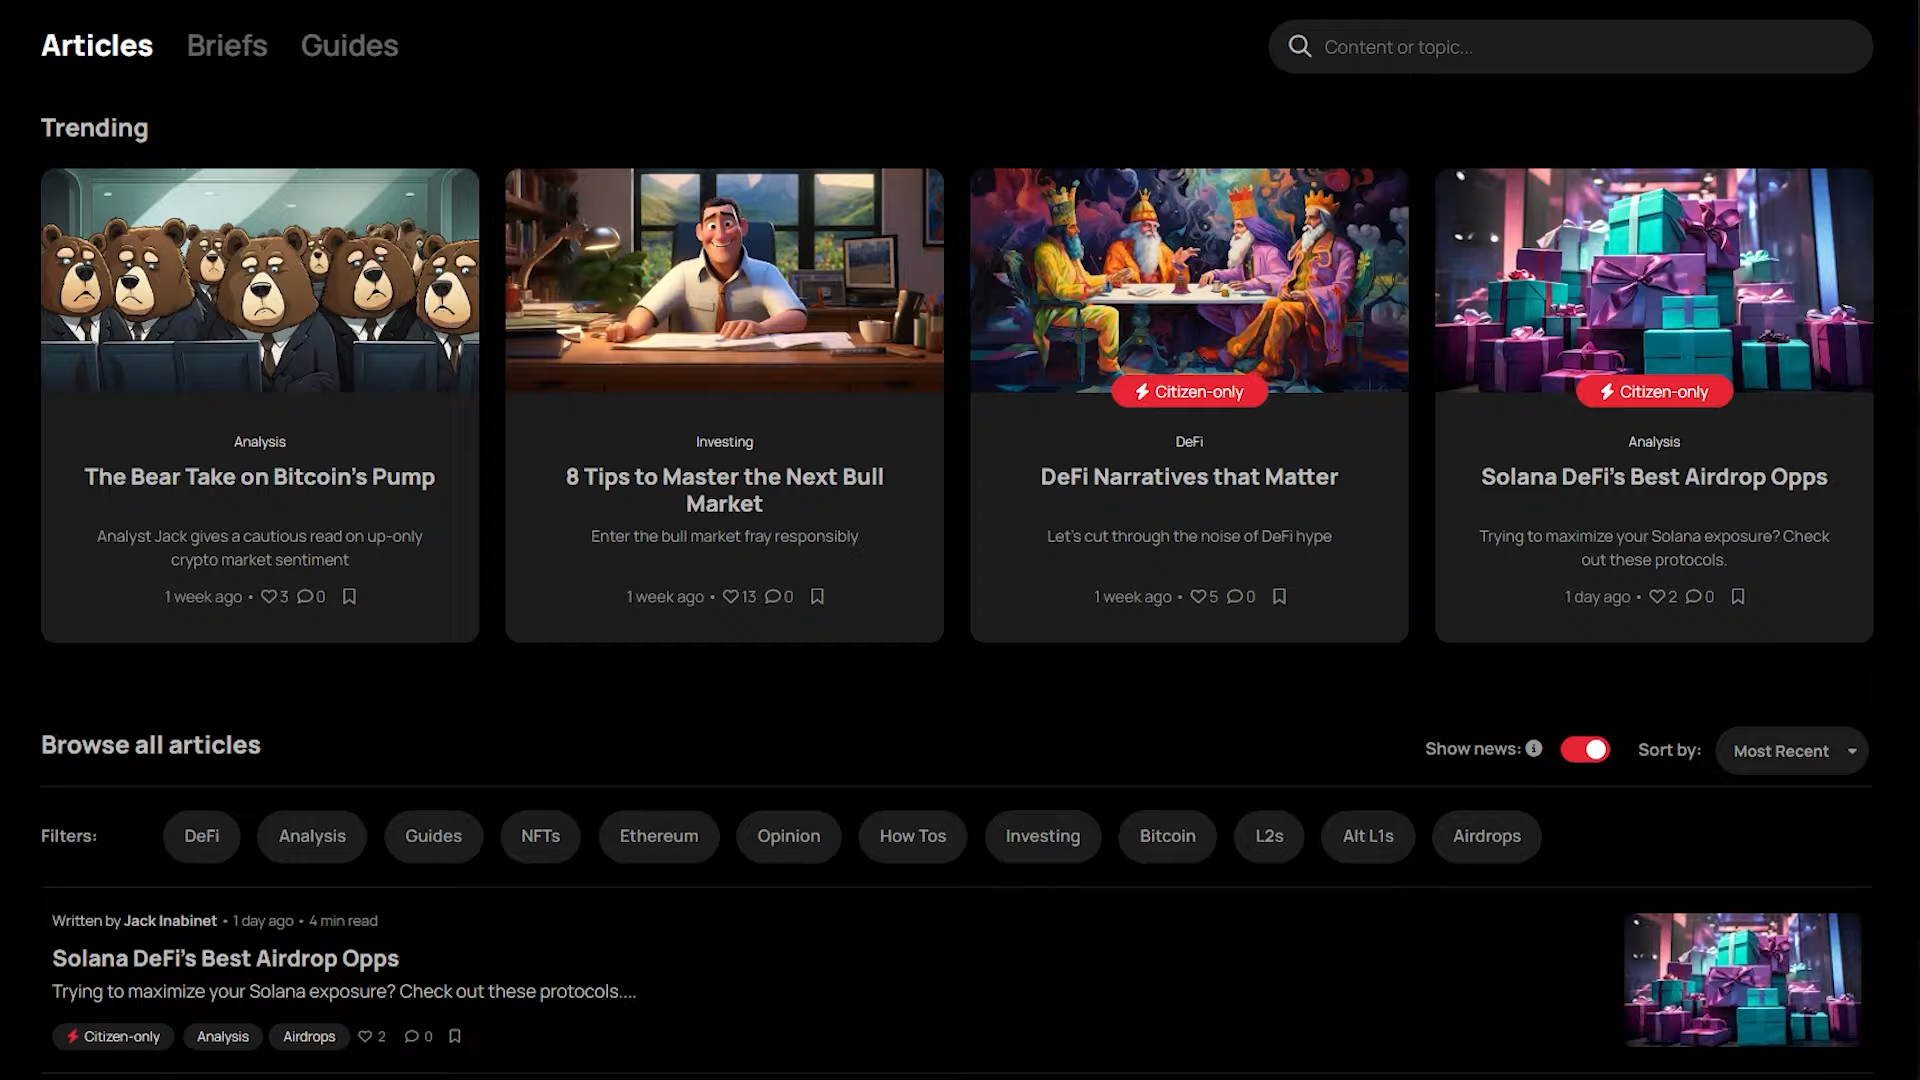 Articles Briefs Guides
Content or topic...
Trending
Citizen-only
Citizen-only
Analysis
The Bear Take on Bitcoin’s Pump
Analyst Jack gives a cautious read on up-only
crypto market sentiment
1 week ago • 3 0
Investing
8 Tips to Master the Next Bull
Market
Enter the bull market fray responsibly
1 week ago • 13 0
DeFi
DeFi Narratives that Matter
Let’s cut through the noise of DeFi hype
1 week ago • 5 0
Analysis
Solana DeFi’s Best Airdrop Opps
Trying to maximize your Solana exposure? Check
out these protocols.
1 day ago • 2 0
Browse all articles
Show news: Sort by: Most Recent
Filters: DeFi Analysis Guides NFTs Ethereum Opinion How Tos Investing Bitcoin L2s Alt L1s Airdrops
Written by Jack Inabinet • 1 day ago • 4 min read
Solana DeFi’s Best Airdrop Opps
Trying to maximize your Solana exposure? Check out these protocols....
Citizen-only Analysis Airdrops 2 0